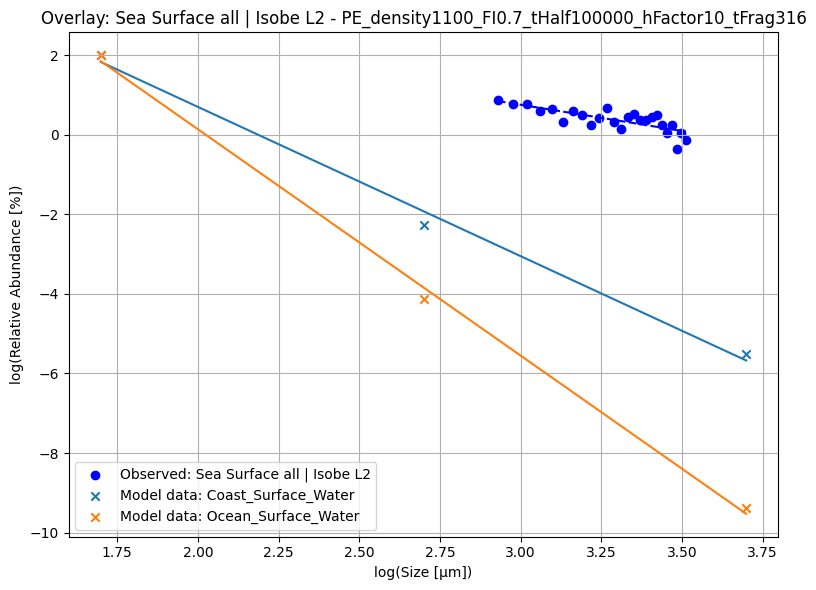 Overlay: Sea Surface all | Isobe L2 - PE_density1100_FI0.7_tHalf100000_hFactor10_tFrag316
2
0
−2
−4
−6
−8
−10
log(Relative Abundance [%])
Observed: Sea Surface all | Isobe L2
Model data: Coast_Surface_Water
Model data: Ocean_Surface_Water
1.75 2.00 2.25 2.50 2.75 3.00 3.25 3.50 3.75
log(Size [µm])